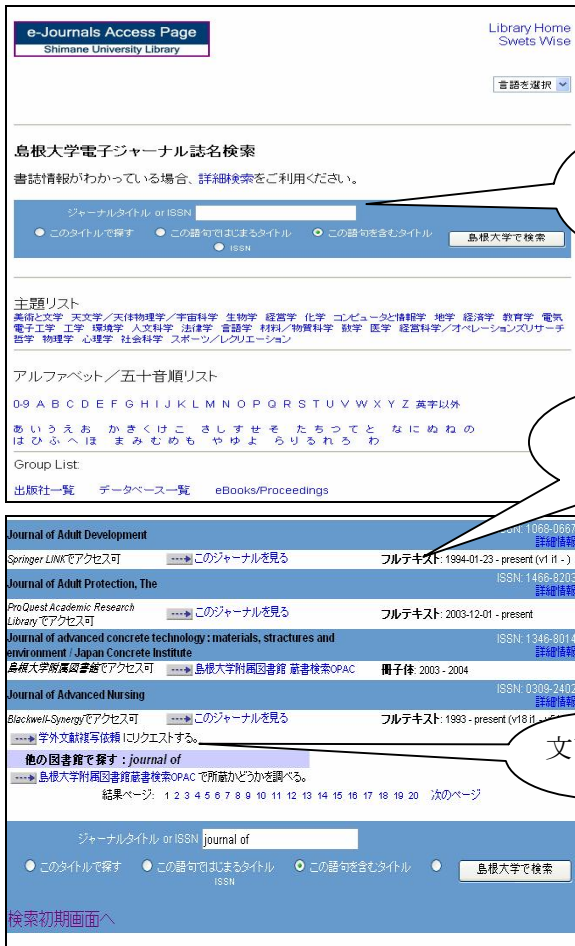 e-Journals Access Page
Shimane University Library
Library Home
Swets Wise
言語を選択
島根大学電子ジャーナル誌名検索
書誌情報がわかっている場合、詳細検索をご利用ください。
ジャーナルタイトル or ISSN
このタイトルで探す この語句ではじまるタイトル この語句を含むタイトル 島根大学で検索
ISSN
主題リスト
美術と文学 天文学/天体物理学/宇宙科学 生物学 経営学 化学 コンピュータと情報学 地学 経済学 教育学 電気
電子工学 工学 環境学 人文科学 法律学 言語学 材料/物質科学 数学 医学 経営科学/オペレーションズリサーチ
哲学 物理学 心理学 社会科学 スポーツ/レクリエーション
アルファベット/五十音順リスト
0-9 A B C D E F G H I J K L M N O P Q R S T U V W X Y Z 英字以外
あ い う え お か き く け こ さ し す せ そ た ち つ て と な に ぬ ね の
は ひ ふ へ ほ ま み む め も や ゆ よ ら り る れ ろ わ
Group List:
出版社一覧 データベース一覧 eBooks/Proceedings
Journal of Adult Development ISSN: 1068-0667
詳細情報
Springer LINKでアクセス可 このジャーナルを見る フルテキスト: 1994-01-23 - present (v1 i1 - )
Journal of Adult Protection, The ISSN: 1466-8203
詳細情報
ProQuest Academic Research
Library でアクセス可 このジャーナルを見る フルテキスト: 2003-12-01 - present
Journal of advanced concrete technology : materials, stractures and
environment / Japan Concrete Institute ISSN: 1346-8014
詳細情報
島根大学附属図書館でアクセス可 島根大学附属図書館 蔵書検索OPAC 冊子体: 2003 - 2004
Journal of Advanced Nursing ISSN: 0309-2402
詳細情報
Blackwell-Synergyでアクセス可 このジャーナルを見る フルテキスト: 1993 - present (v18 i1
学外文献複写依頼 にリクエストする。
文
他の図書館で探す : journal of
島根大学附属図書館蔵書検索OPAC で所蔵かどうかを調べる。
結果ページ: 1 2 3 4 5 6 7 8 9 10 11 12 13 14 15 16 17 18 19 20 次のページ
ジャーナルタイトル or ISSN journal of
このタイトルで探す この語句ではじまるタイトル この語句を含むタイトル 島根大学で検索
ISSN
検索初期画面へ